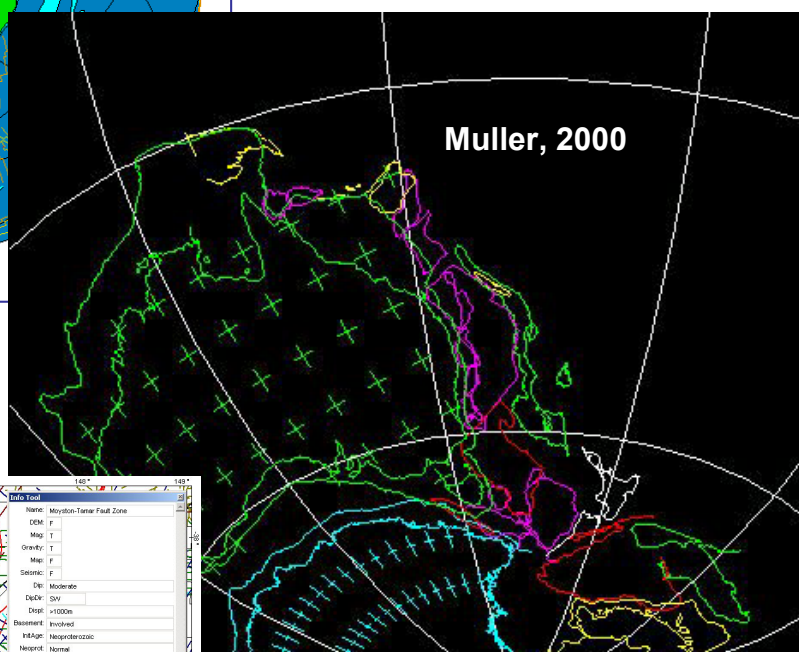 Muller, 2000
148°
149°
Info Tool
Name: Moyston-Tamar Fault Zone
DEM: F
Mag: T
Gravity: T
Map: F
Seismic: F
Dip: Moderate
DipDir: SW
Displ: >1000m
Basement: Involved
InitAge: Neoproterozoic
Neoprot: Normal